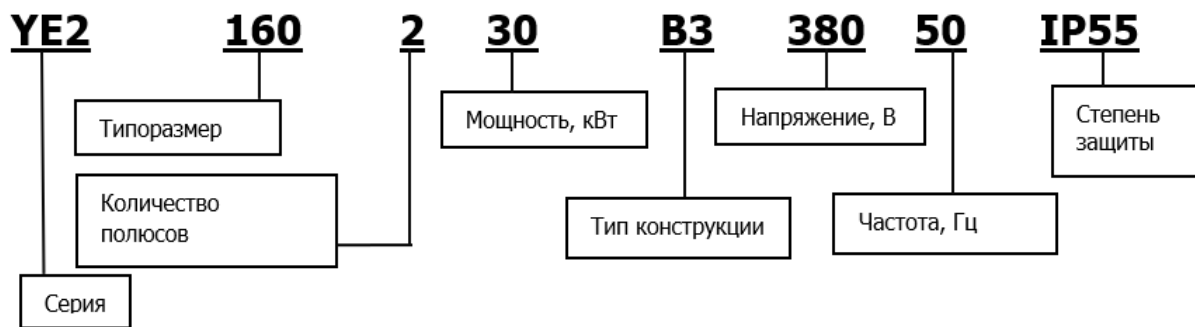 YE2 160 2 30 B3 380 50 IP55
Типоразмер
Мощность, кВт
Напряжение, В
Степень
защиты
Количество
полюсов
Тип конструкции
Частота, Гц
Серия